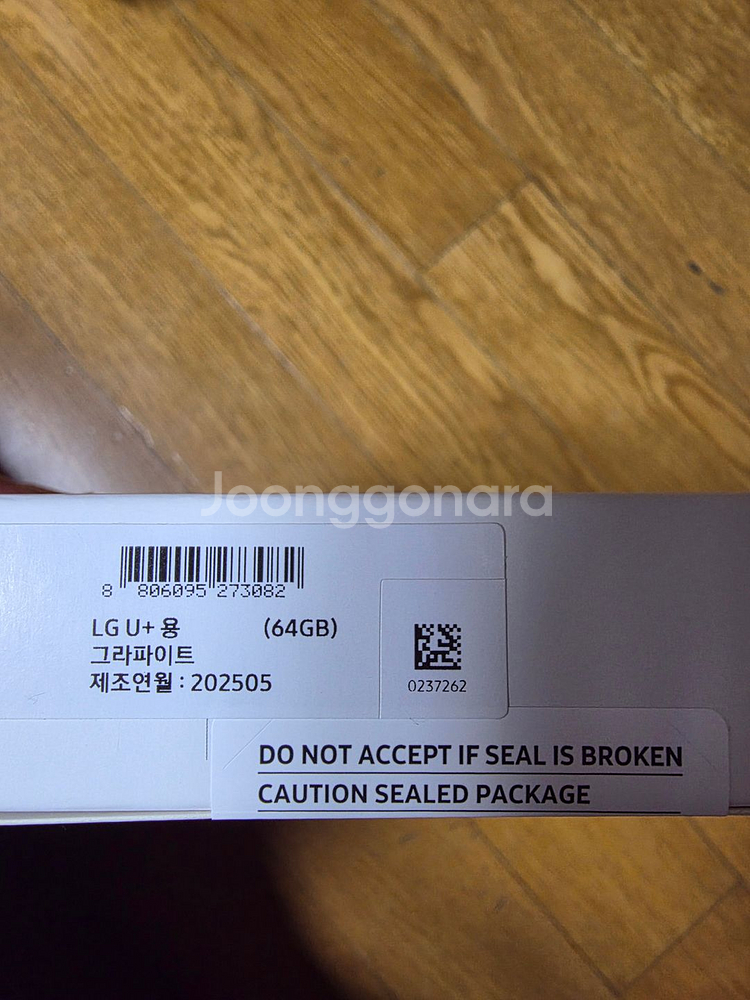 Joonggonara
8 806095 273082
LG U+ 용 (64GB)
그라파이트
제조연월 : 202505
0237262
DO NOT ACCEPT IF SEAL IS BROKEN
CAUTION SEALED PACKAGE